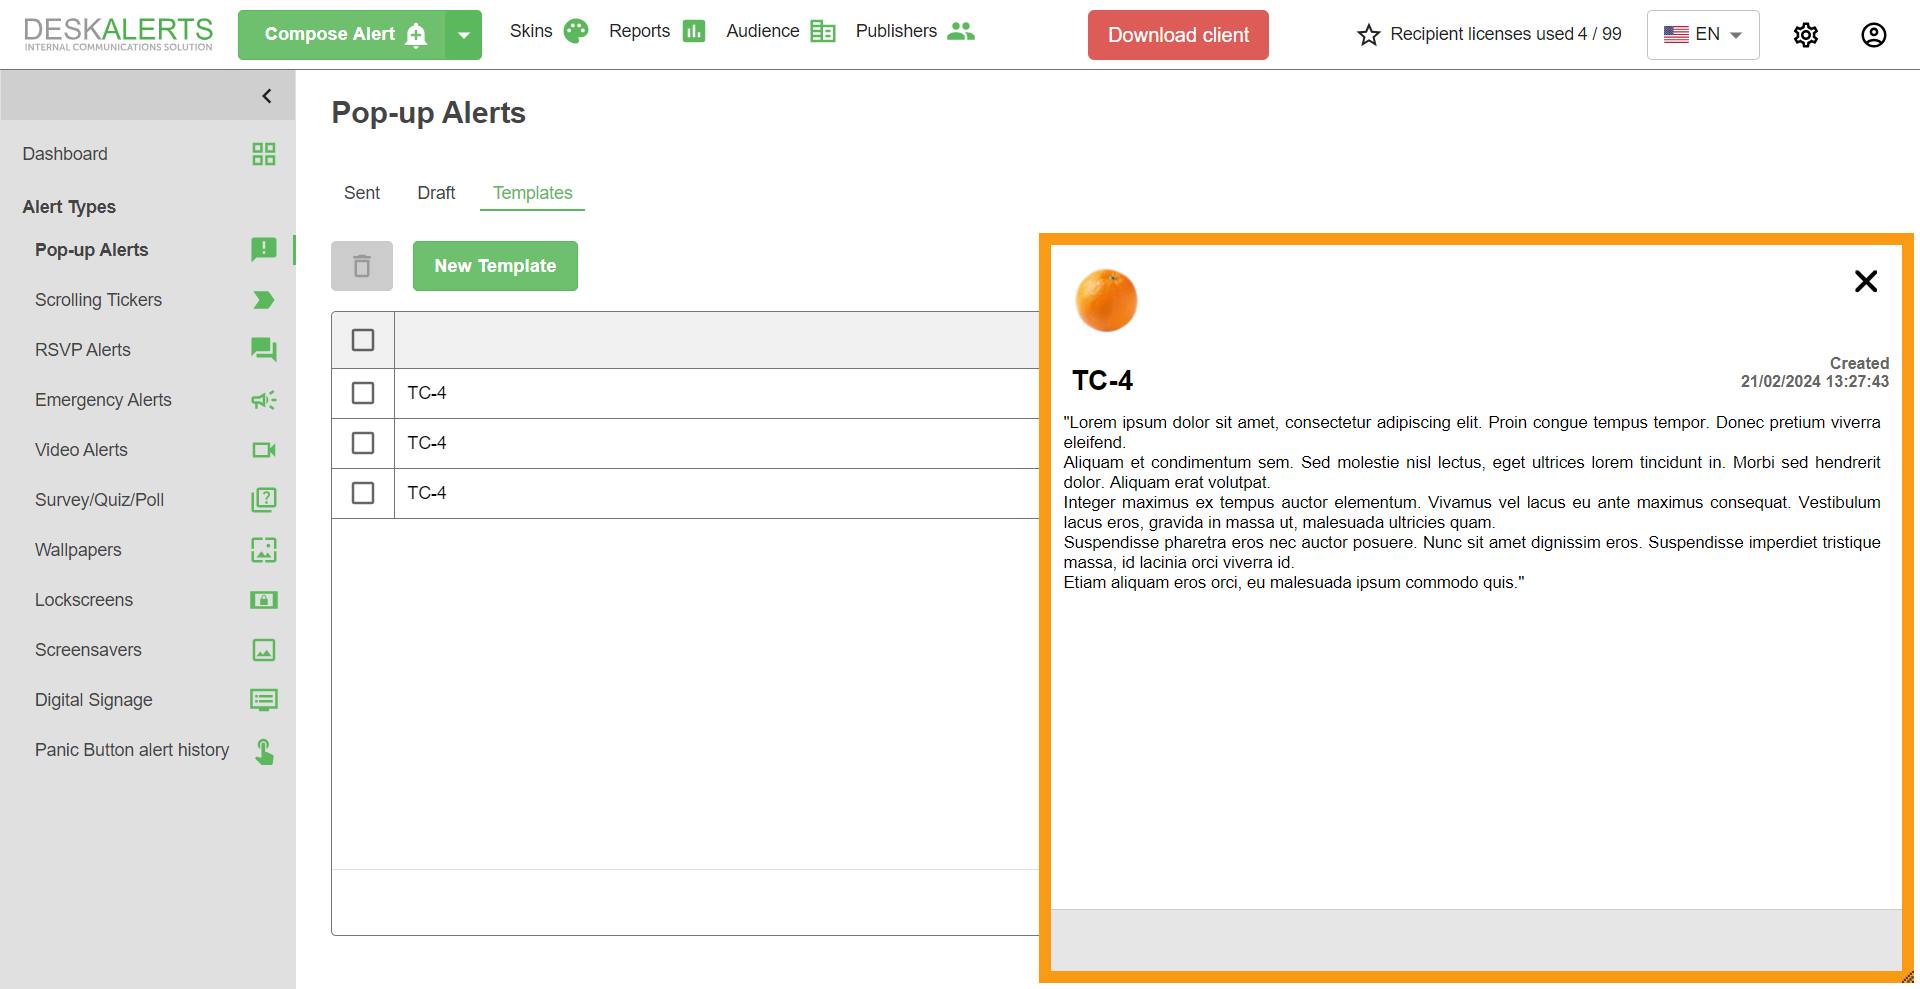 DESKALERTS
INTERNAL COMMUNICATIONS SOLUTION
Compose Alert
Skins
Reports
Audience
Publishers
Download client
Recipient licenses used 4 / 99
EN
Dashboard
Alert Types
Pop-up Alerts
Scrolling Tickers
RSVP Alerts
Emergency Alerts
Video Alerts
Survey/Quiz/Poll
Wallpapers
Lockscreens
Screensavers
Digital Signage
Panic Button alert history
Pop-up Alerts
Sent
Draft
Templates
New Template
TC-4
TC-4
TC-4
Created
21/02/2024 13:27:43
TC-4
"Lorem ipsum dolor sit amet, consectetur adipiscing elit. Proin congue tempus tempor. Donec pretium viverra
eleifend.
Aliquam et condimentum sem. Sed molestie nisl lectus, eget ultrices lorem tincidunt in. Morbi sed hendrerit
dolor. Aliquam erat volutpat.
Integer maximus ex tempus auctor elementum. Vivamus vel lacus eu ante maximus consequat. Vestibulum
lacus eros, gravida in massa ut, malesuada ultricies quam.
Suspendisse pharetra eros nec auctor posuere. Nunc sit amet dignissim eros. Suspendisse imperdiet tristique
massa, id lacinia orci viverra id.
Etiam aliquam eros orci, eu malesuada ipsum commodo quis."